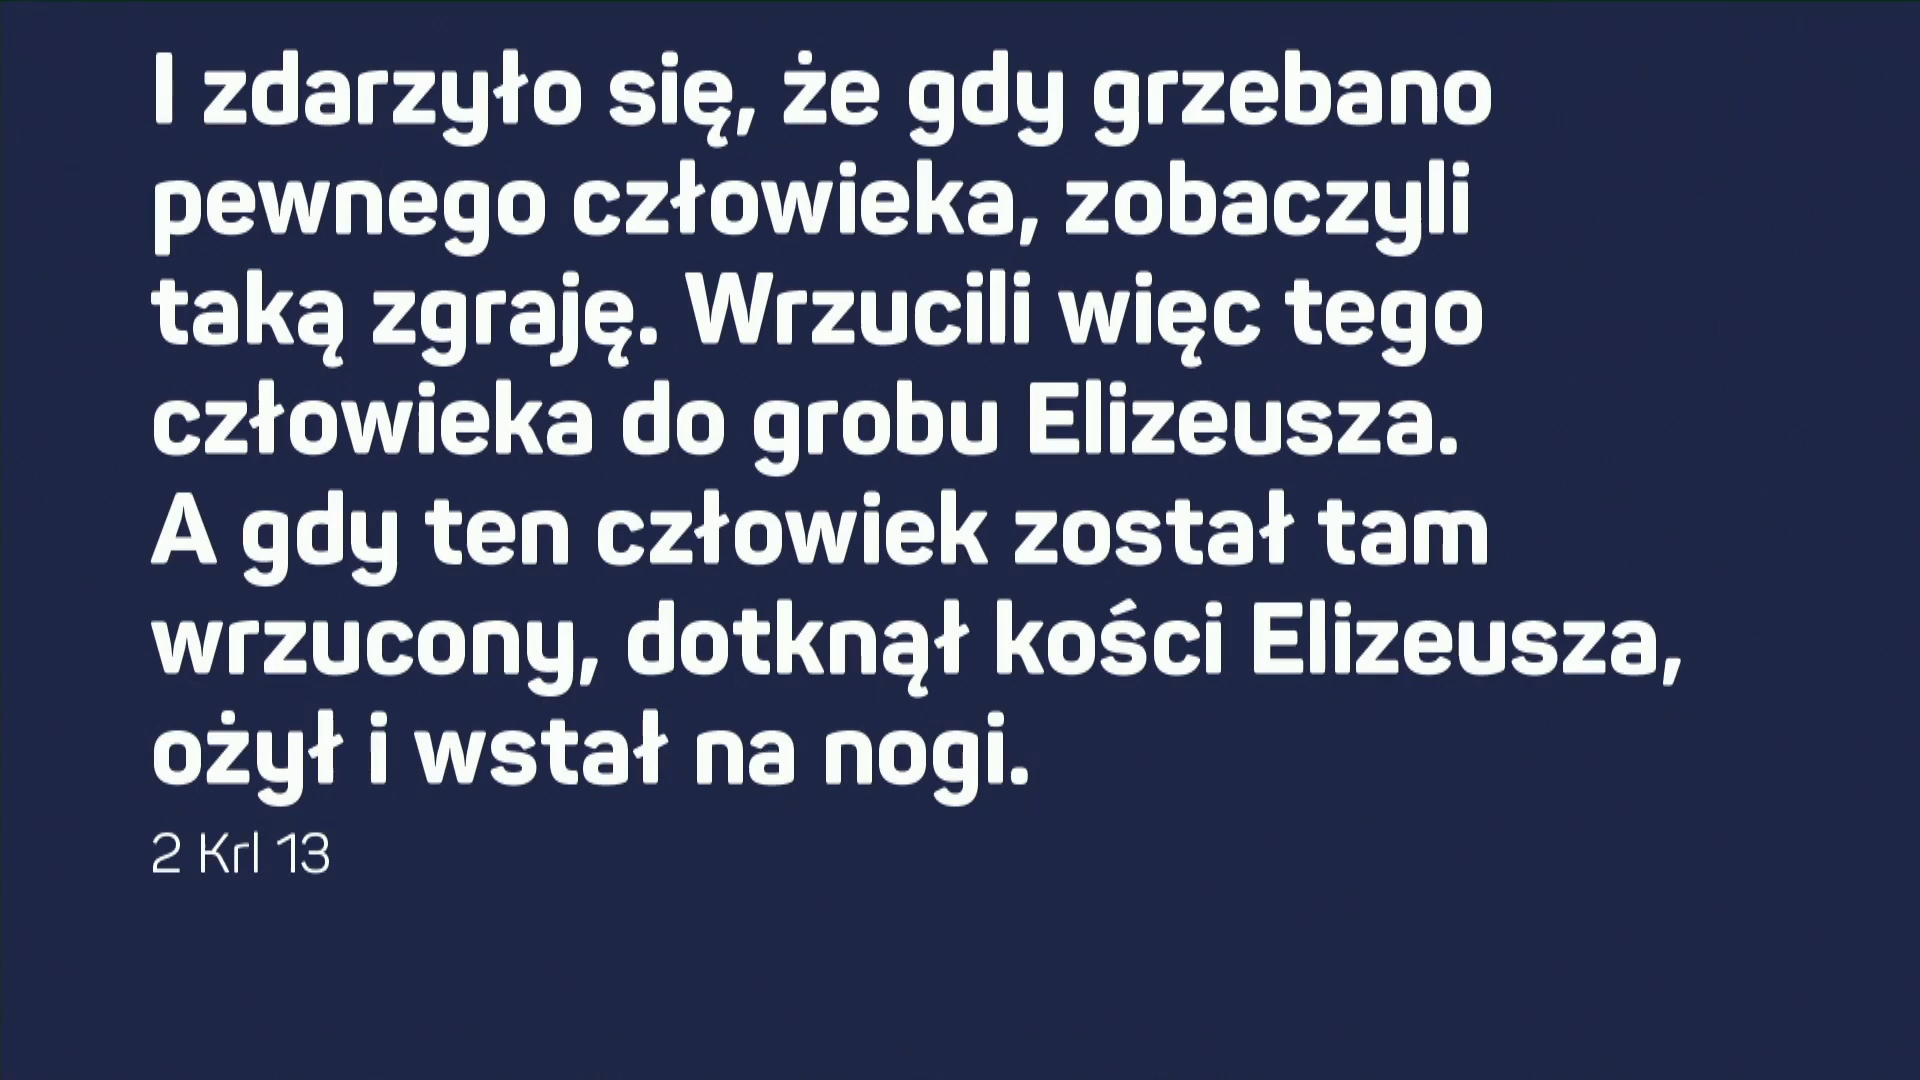 I zdarzyło się, że gdy grzebano
pewnego człowieka, zobaczyli
taką zgraję. Wrzucili więc tego
człowieka do grobu Elizeusza.
A gdy ten człowiek został tam
wrzucony, dotknął kości Elizeusza,
ożył i wstał na nogi.
2 Krl 13